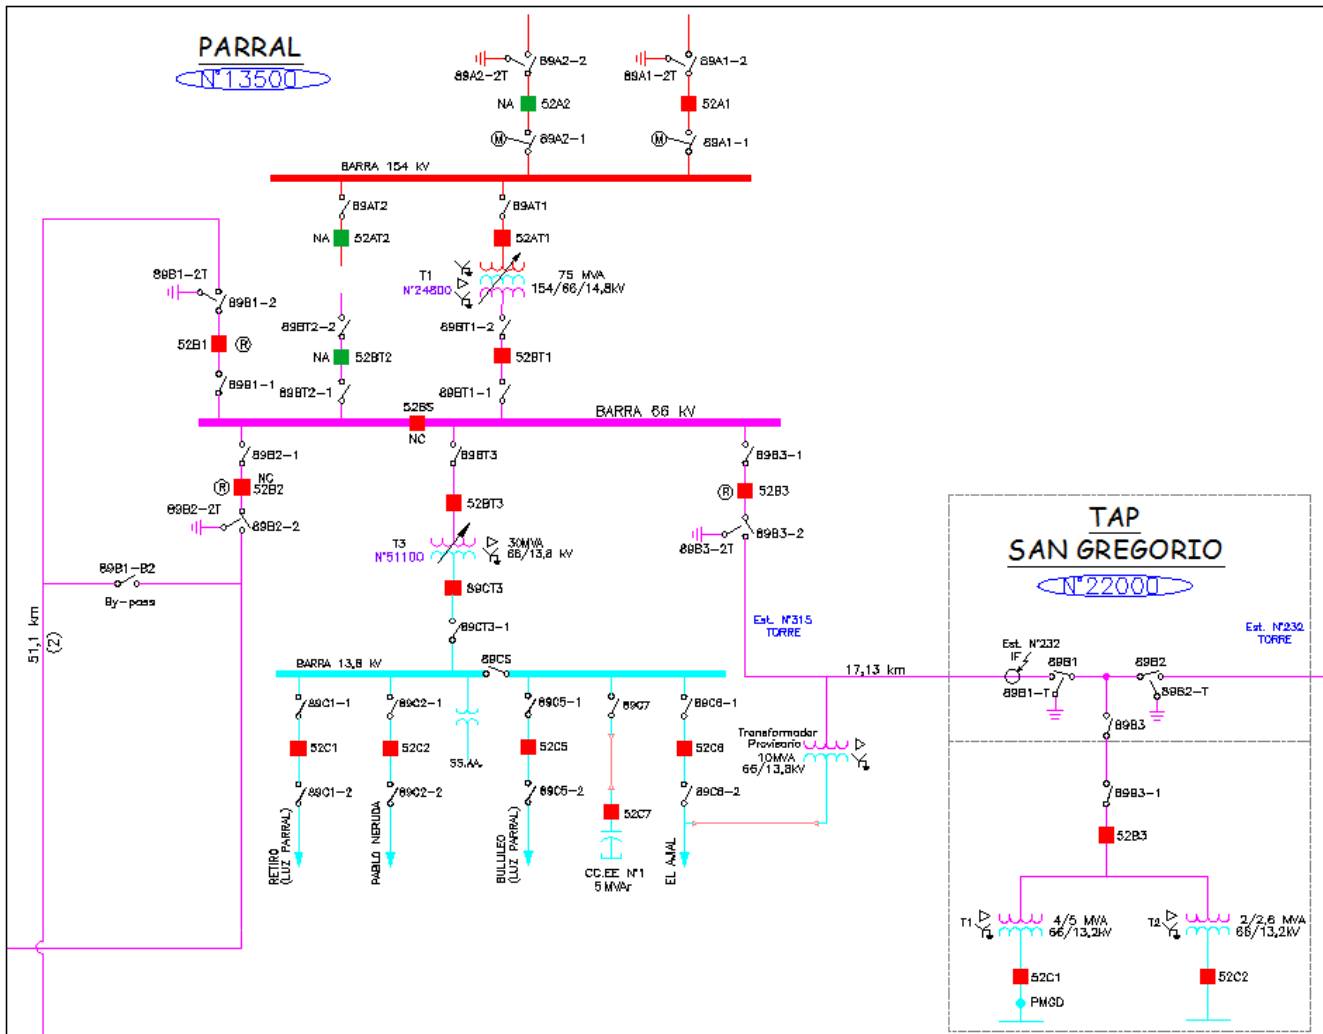 PARRAL
N°13500
89A2-2
89A2-2T
NA
52A2
M
89A2-1
89A1-2
89A1-2T
52A1
M
89A1-1
BARRA 154 kV
89AT2
NA
52AT2
89AT1
52AT1
T1
N°24800
75 MVA
154/66/14,8kV
89B1-2T
89B1-2
52B1
R
89B1-1
89BT2-2
NA
52BT2
89BT2-1
89BT1-2
52BT1
89BT1-1
52BS
NC
BARRA 66 kV
89B2-1
NC
R
52B2
89B2-2T
89B2-2
89B1-B2
By-pass
51,1 km
(2)
89BT3
52BT3
T3
N°51100
30MVA
66/13,8 kV
89CT3
89CT3-1
89B3-1
R
52B3
89B3-2
89B3-2T
Est. N°315
TORRE
17,13 km
BARRA 13,8 kV
89CS
89C1-1
52C1
89C1-2
RETIRO
(LUZ PARRAL)
89C2-1
52C2
89C2-2
PABLO NERUDA
SS.AA.
89C5-1
52C5
89C5-2
BULLILEO
(LUZ PARRAL)
89C7
52C7
CC.EE N°1
5 MVAr
89C6-1
52C6
89C6-2
EL AJIAL
Transformador
Provisorio
10MVA
66/13,8kV
TAP
SAN GREGORIO
N°22000
Est. N°232
TORRE
Est. N°232
IF
89B1
89B1-T
89B2
89B2-T
89B3
89B3-1
52B3
T1
4/5 MVA
66/13,2kV
52C1
PMGD
T2
2/2,6 MVA
66/13,2kV
52C2